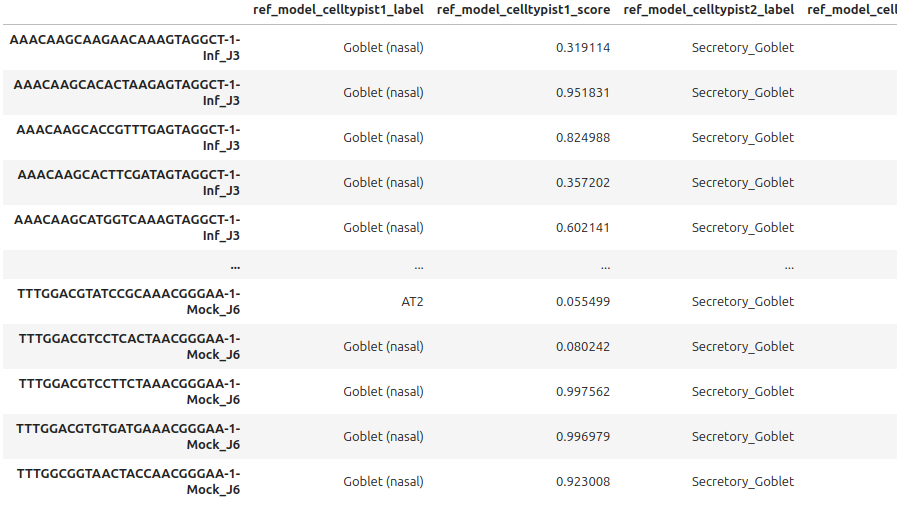 ref_model_celltypist1_label ref_model_celltypist1_score ref_model_celltypist2_label ref_model_cell
AAACAAGCAAGAACAAAGTAGGCT-1-
Inf_J3 Goblet (nasal) 0.319114 Secretory_Goblet
AAACAAGCACACTAAGAGTAGGCT-1-
Inf_J3 Goblet (nasal) 0.951831 Secretory_Goblet
AAACAAGCACCGTTTGAGTAGGCT-1-
Inf_J3 Goblet (nasal) 0.824988 Secretory_Goblet
AAACAAGCACTTCGATAGTAGGCT-1-
Inf_J3 Goblet (nasal) 0.357202 Secretory_Goblet
AAACAAGCATGGTCAAAGTAGGCT-1-
Inf_J3 Goblet (nasal) 0.602141 Secretory_Goblet
... ... ... ...
TTTGGACGTATCCGCAAACGGGAA-1-
Mock_J6 AT2 0.055499 Secretory_Goblet
TTTGGACGTCCTCACTAACGGGAA-1-
Mock_J6 Goblet (nasal) 0.080242 Secretory_Goblet
TTTGGACGTCCTTCTAAACGGGAA-1-
Mock_J6 Goblet (nasal) 0.997562 Secretory_Goblet
TTTGGACGTGTGATGAAACGGGAA-1-
Mock_J6 Goblet (nasal) 0.996979 Secretory_Goblet
TTTGGCGGTAACTACCAACGGGAA-1-
Mock_J6 Goblet (nasal) 0.923008 Secretory_Goblet